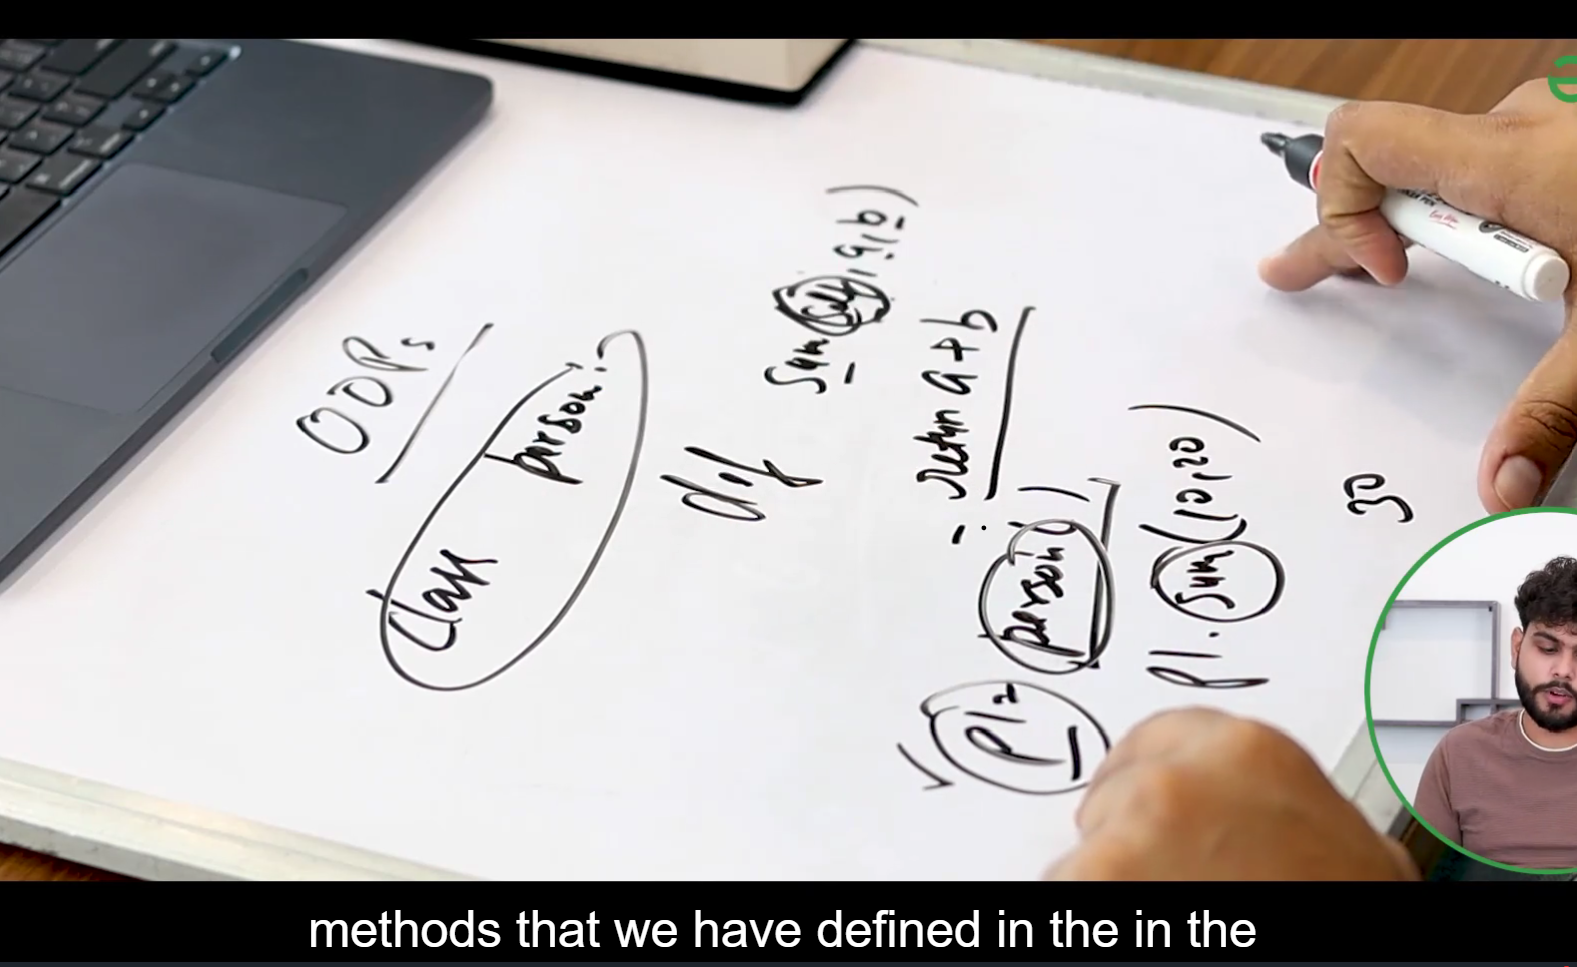 OOPs
class person:
def sum(self, a, b)
return a+b
P1= person()
P1.sum(10,20)
30
methods that we have defined in the in the